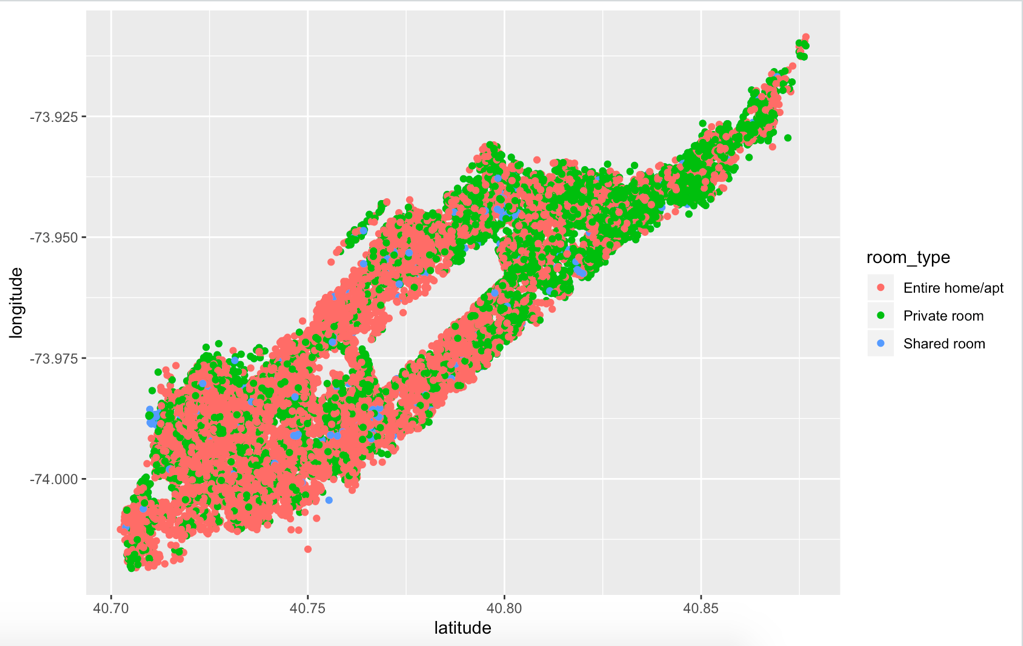 -73.925
-73.950
-73.975
-74.000
longitude
40.70
40.75
40.80
40.85
latitude
room_type
Entire home/apt
Private room
Shared room